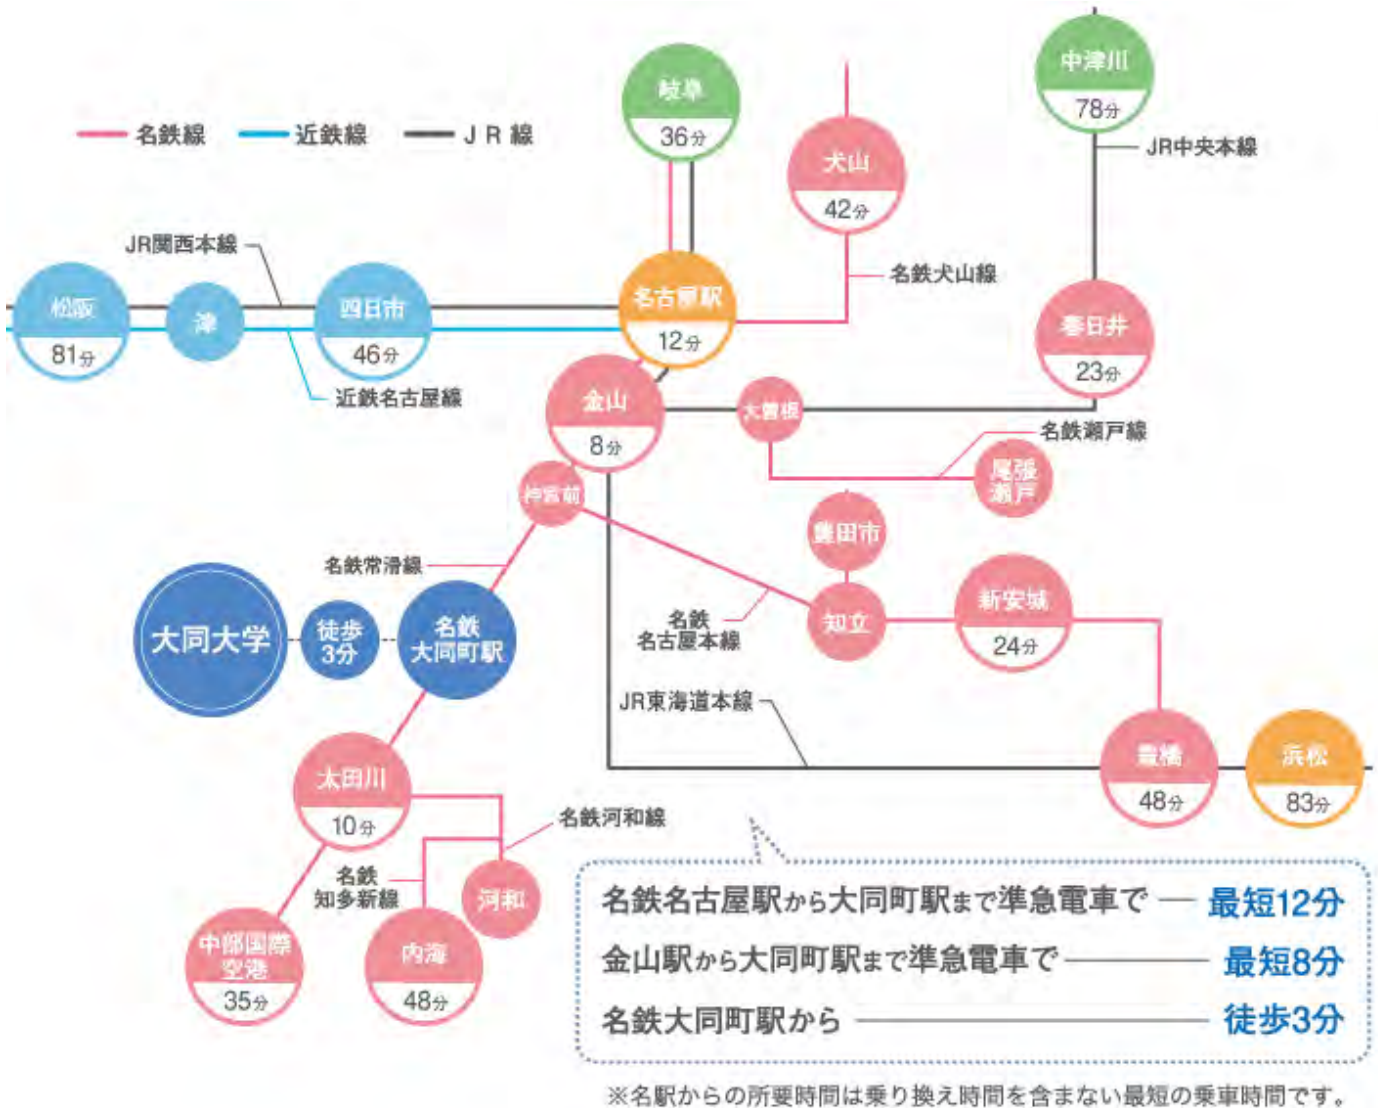 中津川
78分
岐阜
36分
犬山
42分
名鉄線
近鉄線
JR線
JR中央本線
JR関西本線
名鉄犬山線
松阪
81分
津
四日市
46分
名古屋駅
12分
春日井
23分
近鉄名古屋線
金山
8分
大曽根
名鉄瀬戸線
尾張
瀬戸
神宮前
豊田市
名鉄常滑線
大同大学
徒歩
3分
名鉄
大同町駅
名鉄
名古屋本線
知立
新安城
24分
JR東海道本線
豊橋
48分
浜松
83分
太田川
10分
名鉄河和線
名鉄
知多新線
河和
中部国際
空港
35分
内海
48分
名鉄名古屋駅から大同町駅まで準急電車で 最短12分
金山駅から大同町駅まで準急電車で 最短8分
名鉄大同町駅から 徒歩3分
※名駅からの所要時間は乗り換え時間を含まない最短の乗車時間です。